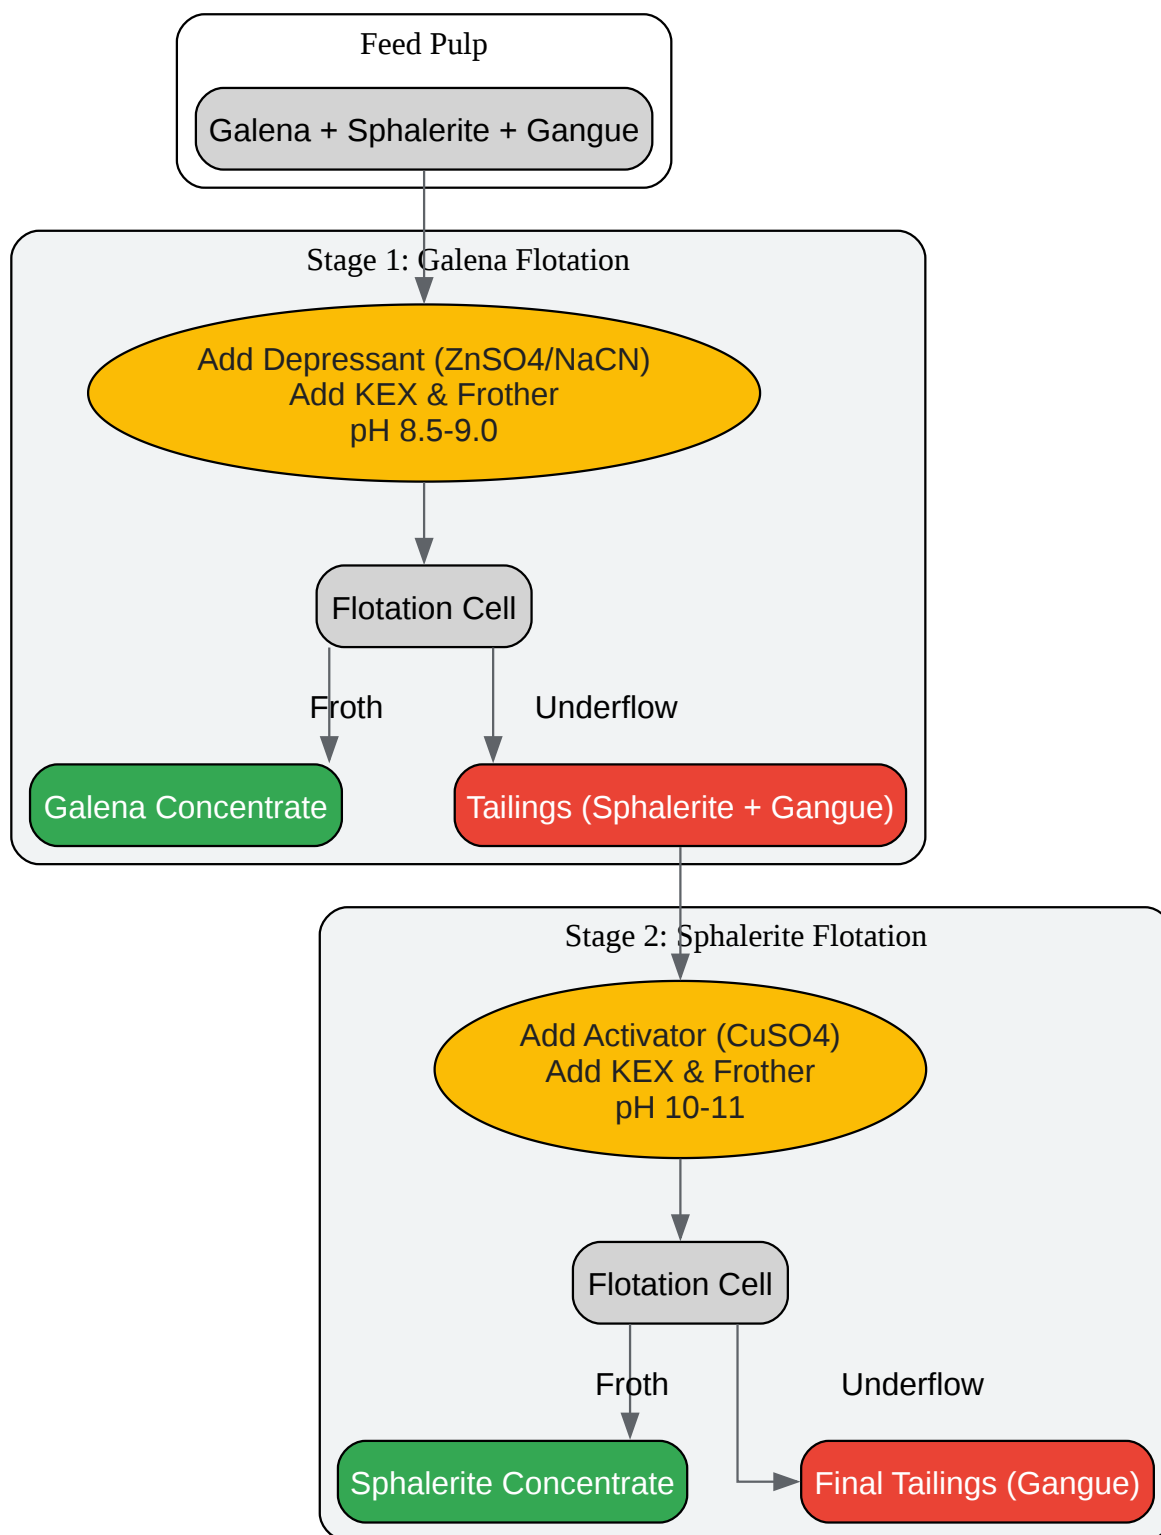 Feed Pulp
Galena + Sphalerite + Gangue
Stage 1: Galena Flotation
Add Depressant (ZnSO4/NaCN)
Add KEX & Frother
pH 8.5-9.0
Flotation Cell
Froth
Underflow
Galena Concentrate
Tailings (Sphalerite + Gangue)
Stage 2: Sphalerite Flotation
Add Activator (CuSO4)
Add KEX & Frother
pH 10-11
Flotation Cell
Froth
Underflow
Sphalerite Concentrate
Final Tailings (Gangue)